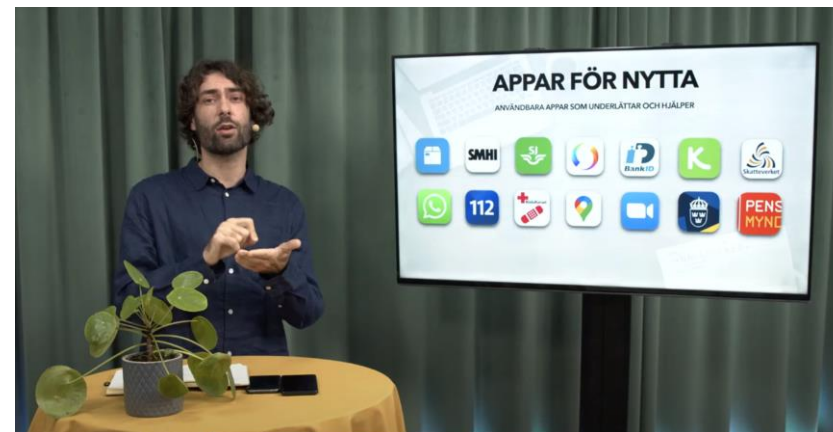 APPAR FÖR NYTTA
ANVÄNDBARA APPAR SOM UNDERLÄTTAR OCH HJÄLPER
SMHI
SJ
BankID
K
Skatteverket
112
PENS
MYND